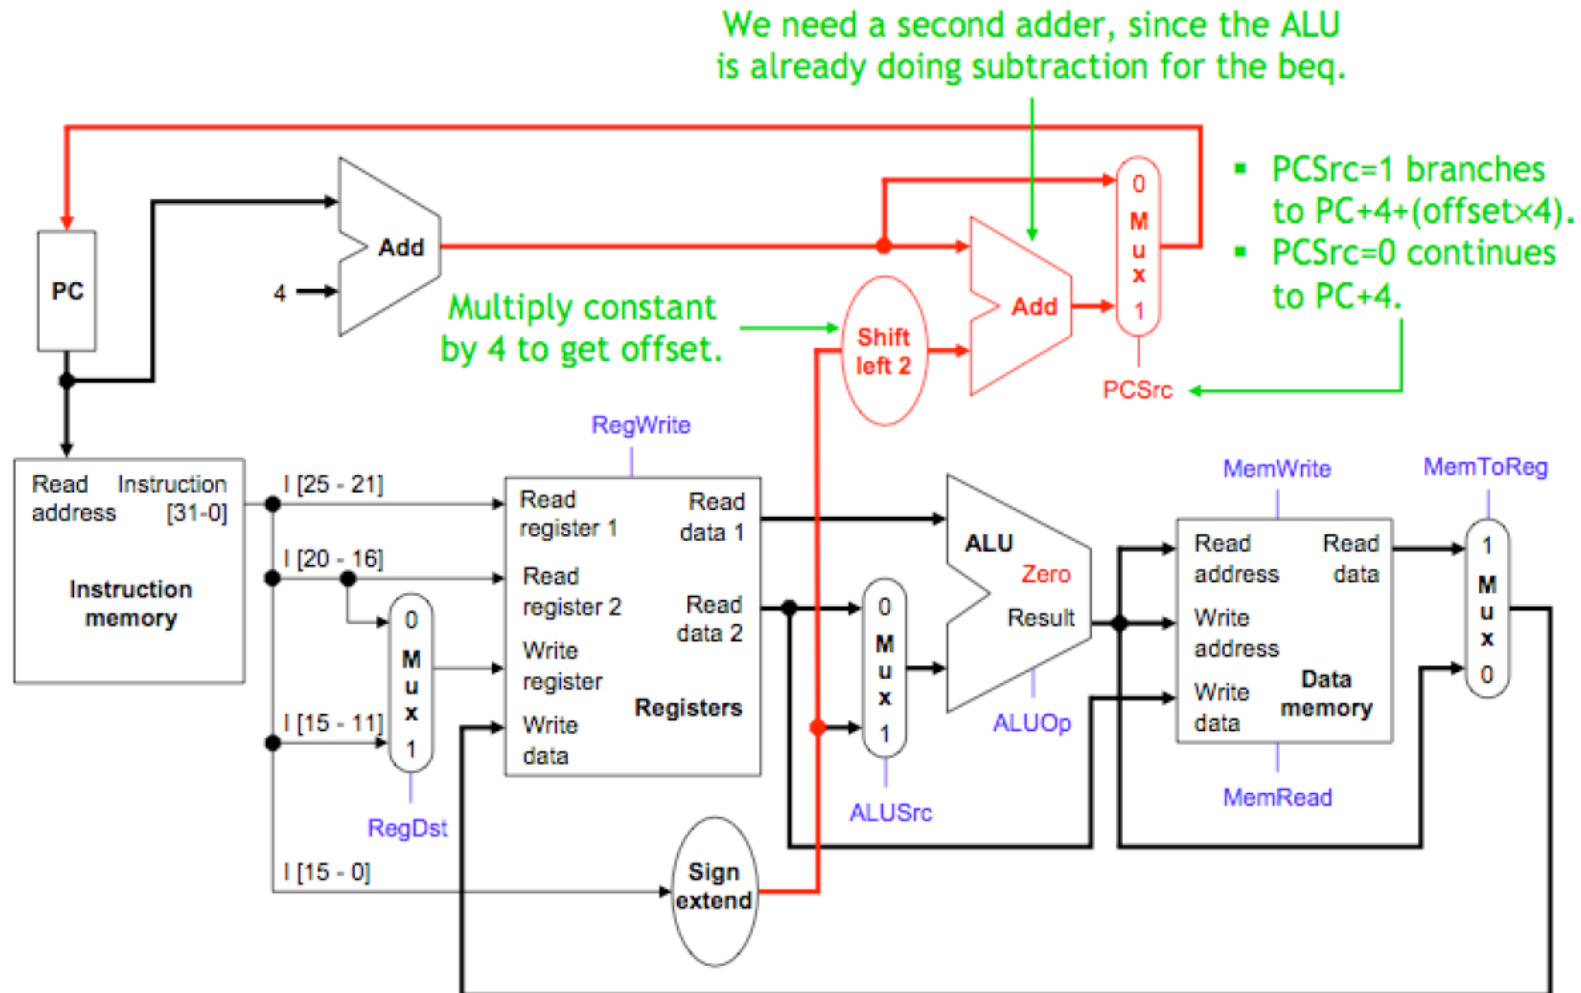 We need a second adder, since the ALU
is already doing subtraction for the beq.
▪ PCSrc=1 branches
to PC+4+(offset×4).
▪ PCSrc=0 continues
to PC+4.
0
M
u
x
1
PCSrc
Add
Add
4
PC
Multiply constant
by 4 to get offset.
Shift
left 2
RegWrite
MemWrite
MemToReg
Read
address
Instruction
[31-0]
Instruction
memory
I [25 - 21]
I [20 - 16]
I [15 - 11]
I [15 - 0]
0
M
u
x
1
RegDst
Read
register 1
Read
data 1
Read
register 2
Read
data 2
Write
register
Write
data
Registers
Sign
extend
0
M
u
x
1
ALUSrc
ALU
Zero
Result
ALUOp
Read
address
Read
data
Write
address
Write
data
Data
memory
MemRead
1
M
u
x
0